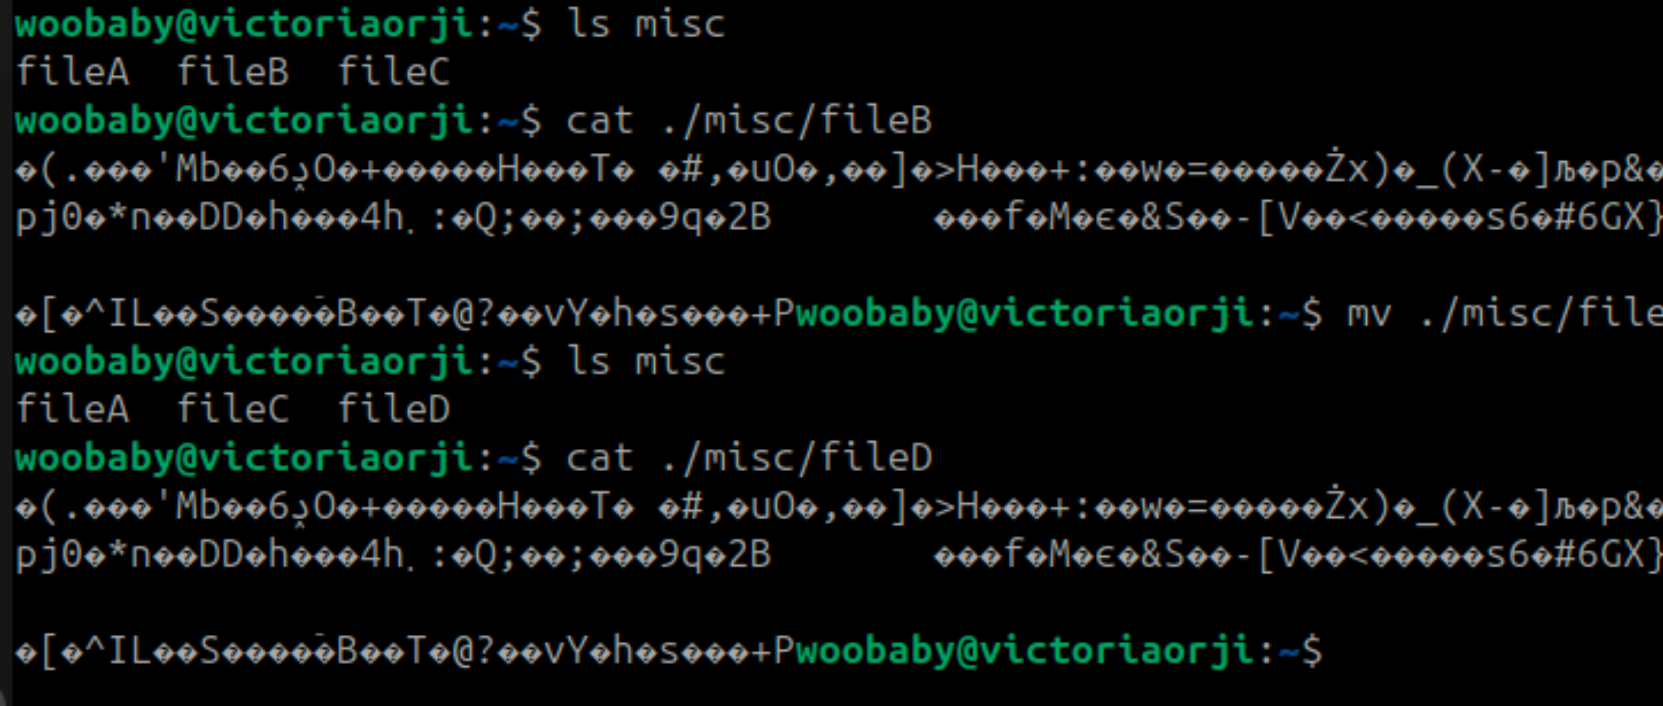 woobaby@victoriaorji:~$ ls misc
fileA  fileB  fileC
woobaby@victoriaorji:~$ cat ./misc/fileB
�(.���'Mb��6ڊO�+�����H���T� �#,�uO�,��]�>H���+:��w�=�����Żx)�_(X-�]љ�p&�
pj0�*n��DD�h���4h. :�Q;��;���9q�2B       ���f�M�є�&S��-[V��<�����s6�#6GX}
�[�^IL��S�����B��T�@?��vY�h�s���+Pwoobaby@victoriaorji:~$ mv ./misc/file
woobaby@victoriaorji:~$ ls misc
fileA  fileC  fileD
woobaby@victoriaorji:~$ cat ./misc/fileD
�(.���'Mb��6ڊO�+�����H���T� �#,�uO�,��]�>H���+:��w�=�����Żx)�_(X-�]љ�p&�
pj0�*n��DD�h���4h. :�Q;��;���9q�2B       ���f�M�є�&S��-[V��<�����s6�#6GX}
�[�^IL��S�����B��T�@?��vY�h�s���+Pwoobaby@victoriaorji:~$